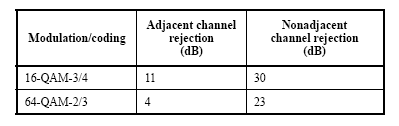 Modulation/coding
Adjacent channel
rejection
(dB)
Nonadjacent
channel rejection
(dB)
16-QAM-3/4 11 30
64-QAM-2/3 4 23